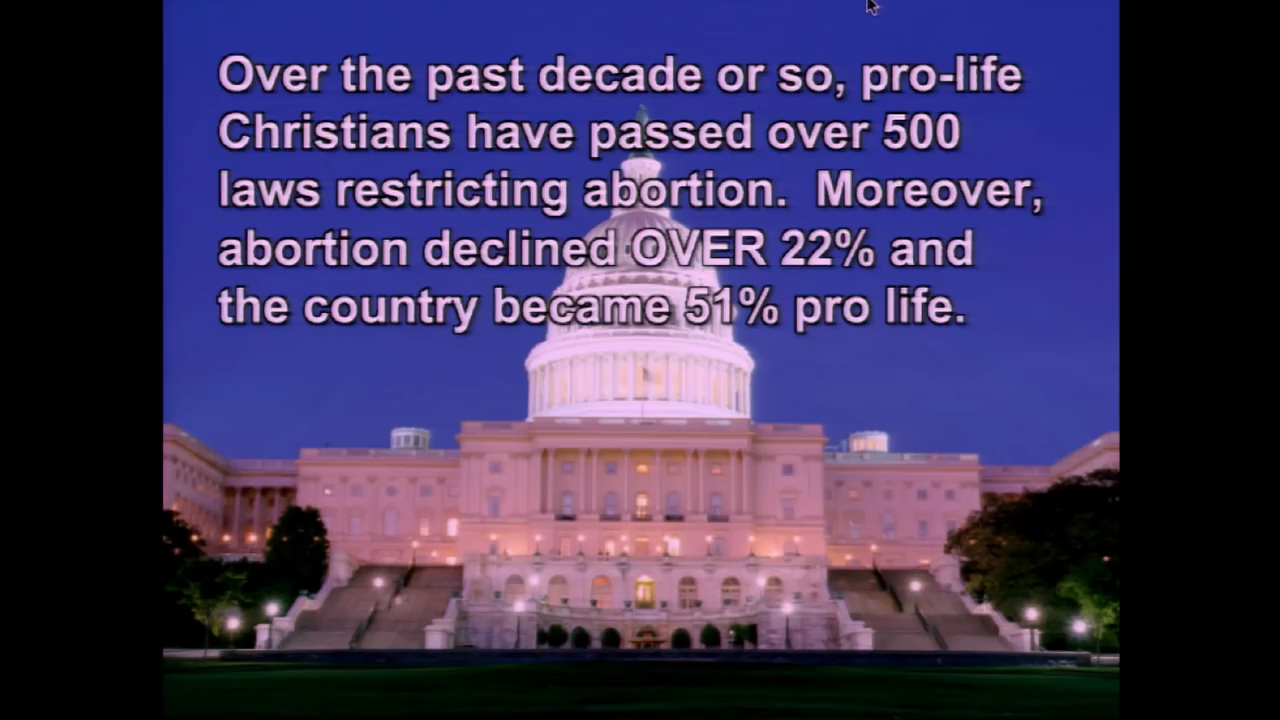 Over the past decade or so, pro-life
Christians have passed over 500
laws restricting abortion.  Moreover,
abortion declined OVER 22% and
the country became 51% pro life.